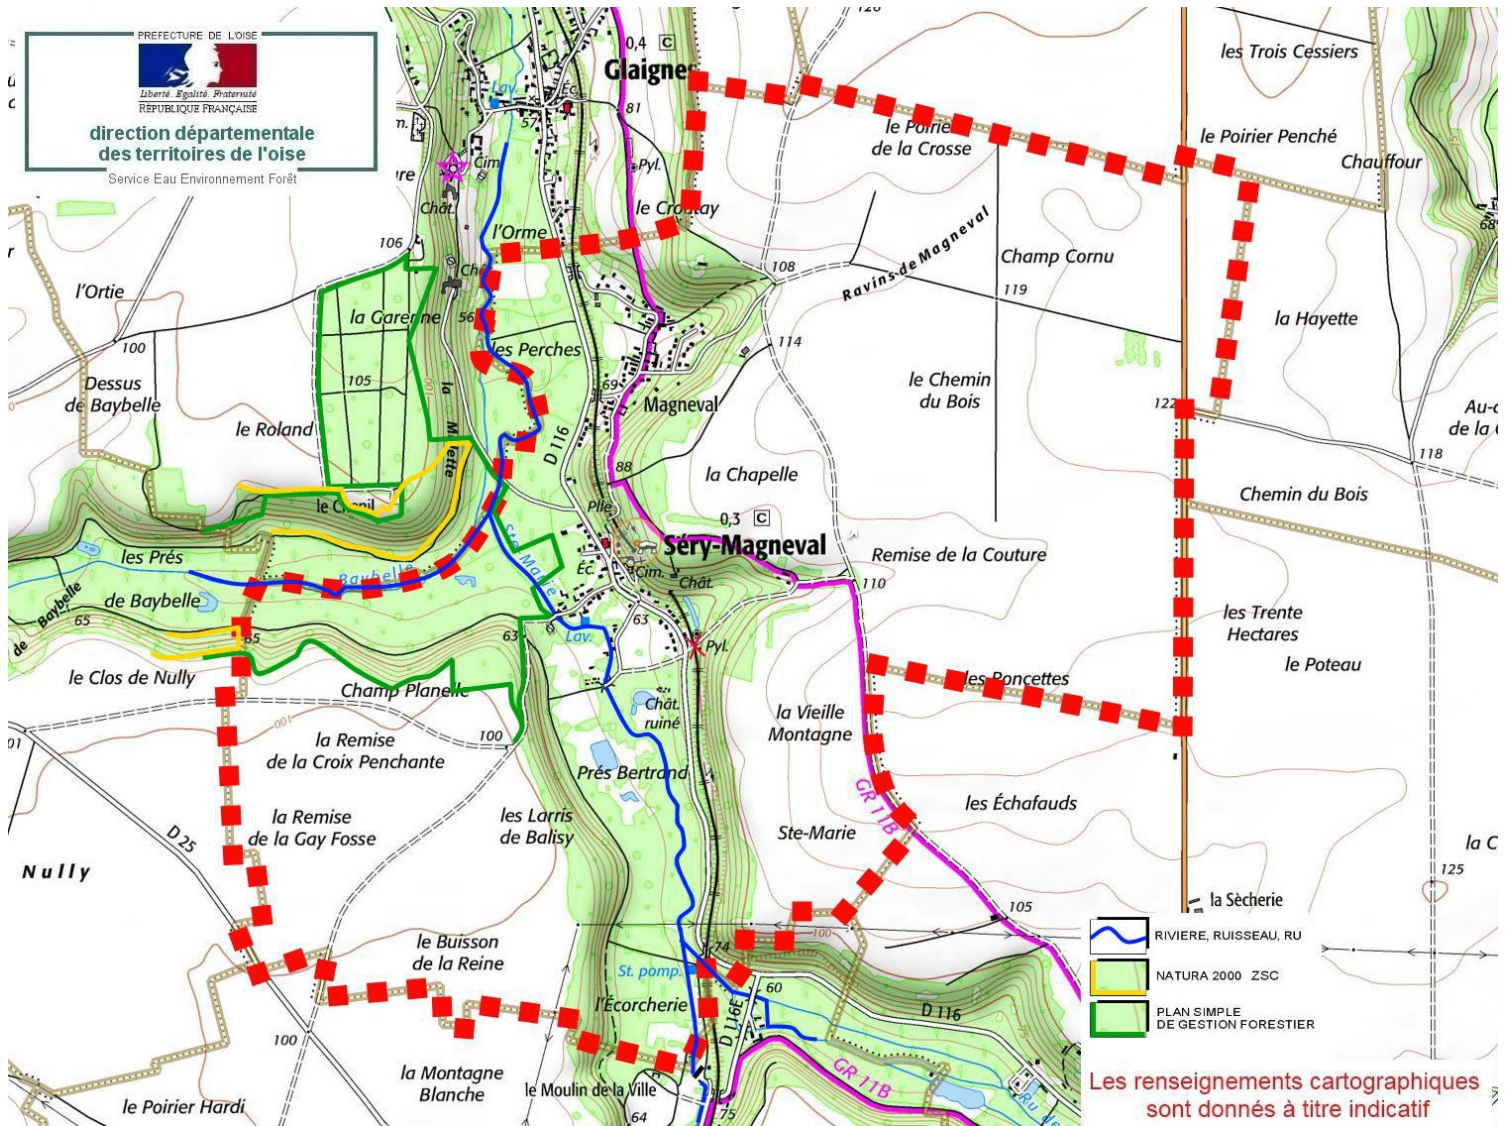 PREFECTURE DE L'OISE
Liberté Egalité Fraternité
RÉPUBLIQUE FRANÇAISE
direction départementale
des territoires de l'oise
Service Eau Environnement Forêt
0,4 C
Glaignes
les Trois Cessiers
Lav.
ÉC.
57
81
le Poirier
de la Crosse
le Poirier Penché
Chauffour
Cim.
Pyl.
Chât.
le Crottay
l'Orme
106
108
Ravins de Magneval
Champ Cornu
119
l'Ortie
la Garenne
56
les Perches
la Hayette
100
114
105
Dessus
de Baybelle
69
le Chemin
du Bois
122
Magneval
le Roland
D 116
118
88
la Chapelle
Chemin du Bois
0,3 C
Séry-Magneval
Plle
Remise de la Couture
les Prés
de Baybelle
Baybelle
Ste-Marie
ÉC.
Cim.
Chât.
110
de Baybelle
65
65
63
Lav.
63
Pyl.
les Trente
Hectares
le Poteau
le Clos de Nully
Champ Planelle
les Poncettes
Chât.
ruiné
la Vieille
Montagne
100
100
la Remise
de la Croix Penchante
Prés Bertrand
GR 11B
les Échafauds
la Remise
de la Gay Fosse
les Larris
de Balisy
Ste-Marie
D 25
Nully
125
la Sècherie
105
100
le Buisson
de la Reine
74
St. pomp.
60
l'Écorcherie
D 116E
D 116
100
la Montagne
Blanche
le Moulin de la Ville
GR 11B
le Poirier Hardi
64
75
Ru de
RIVIERE, RUISSEAU, RU
NATURA 2000 ZSC
PLAN SIMPLE
DE GESTION FORESTIER
Les renseignements cartographiques
sont donnés à titre indicatif